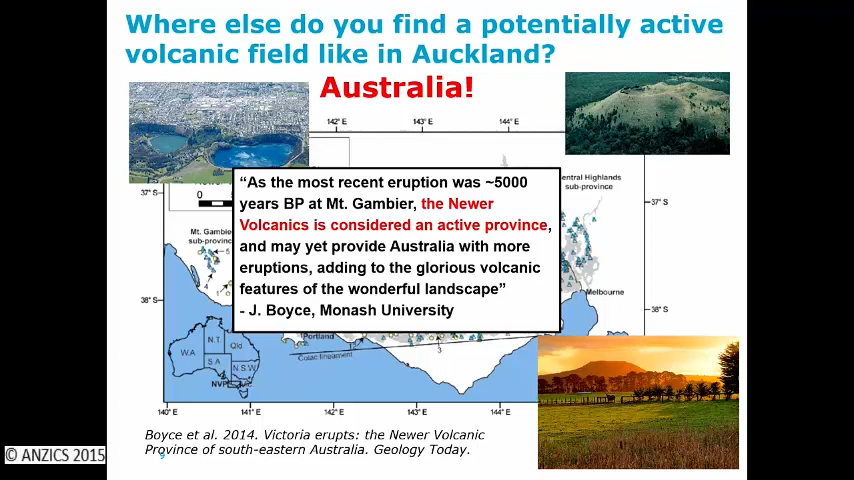 Where else do you find a potentially active
volcanic field like in Auckland?
Australia!
142° E
143° E
144° E
37° S
37° S
0
Central Highlands
sub-province
Mt. Gambier
sub-province
5
4
1
“As the most recent eruption was ~5000
years BP at Mt. Gambier, the Newer
Volcanics is considered an active province,
and may yet provide Australia with more
eruptions, adding to the glorious volcanic
features of the wonderful landscape”
- J. Boyce, Monash University
38° S
38° S
Melbourne
Portland
Colac lineament
3
N.T.
Qld
W.A
S.A
N.S.W
NVP
140° E
141° E
142° E
143° E
144° E
Boyce et al. 2014. Victoria erupts: the Newer Volcanic
Province of south-eastern Australia. Geology Today.
9
© ANZICS 2015